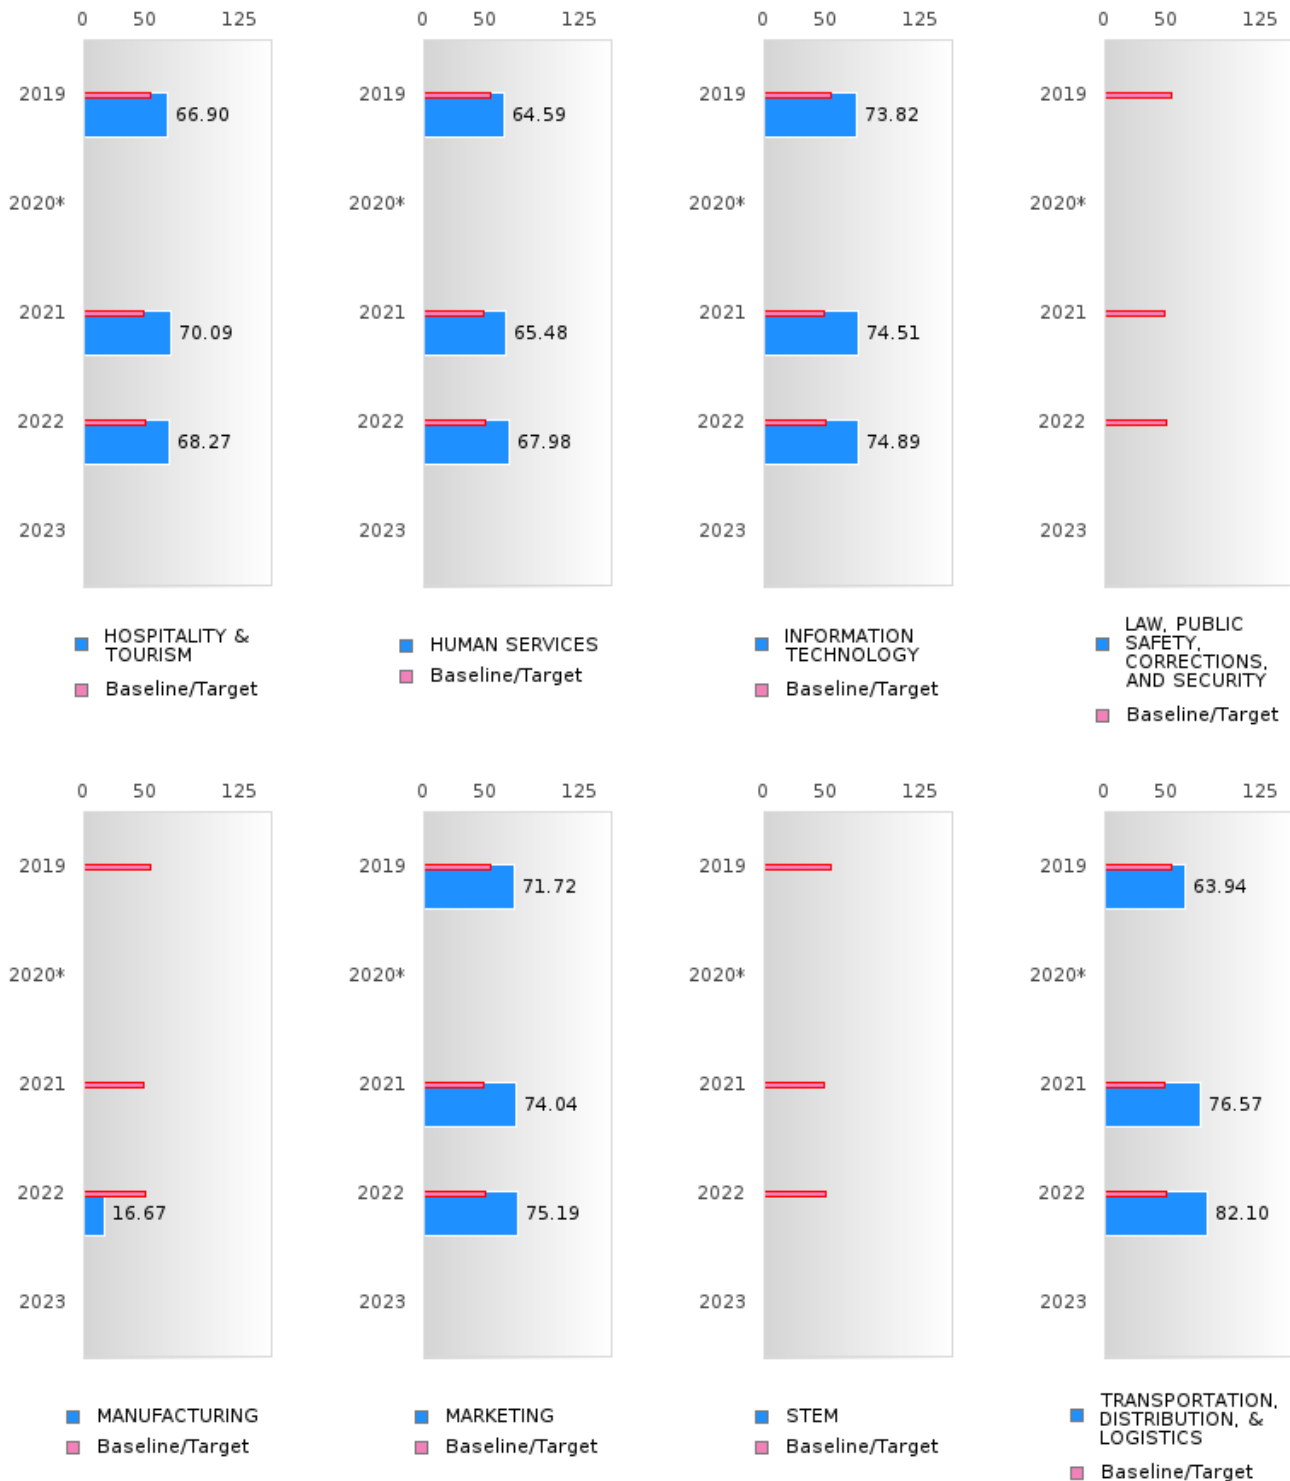 0 50 125
2019
66.90
2020*
2021
70.09
2022
68.27
2023
HOSPITALITY &
TOURISM
Baseline/Target
0 50 125
2019
64.59
2020*
2021
65.48
2022
67.98
2023
HUMAN SERVICES
Baseline/Target
0 50 125
2019
73.82
2020*
2021
74.51
2022
74.89
2023
INFORMATION
TECHNOLOGY
Baseline/Target
0 50 125
2019
2020*
2021
2022
2023
LAW, PUBLIC
SAFETY,
CORRECTIONS,
AND SECURITY
Baseline/Target
0 50 125
2019
2020*
2021
2022
16.67
2023
MANUFACTURING
Baseline/Target
0 50 125
2019
71.72
2020*
2021
74.04
2022
75.19
2023
MARKETING
Baseline/Target
0 50 125
2019
2020*
2021
2022
2023
STEM
Baseline/Target
0 50 125
2019
63.94
2020*
2021
76.57
2022
82.10
2023
TRANSPORTATION,
DISTRIBUTION, &
LOGISTICS
Baseline/Target